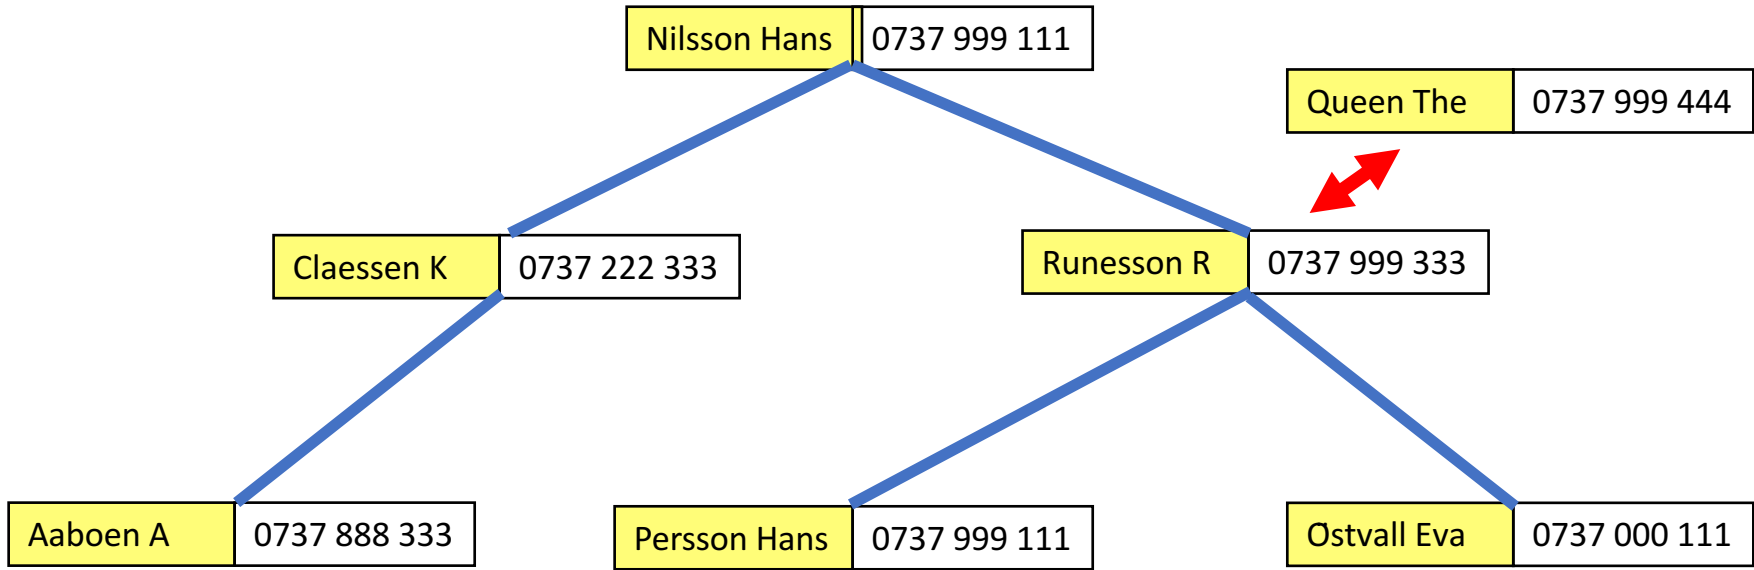 Nilsson Hans 0737 999 111
Queen The 0737 999 444
Claessen K 0737 222 333
Runesson R 0737 999 333
Aaboen A 0737 888 333
Persson Hans 0737 999 111
Östvall Eva 0737 000 111